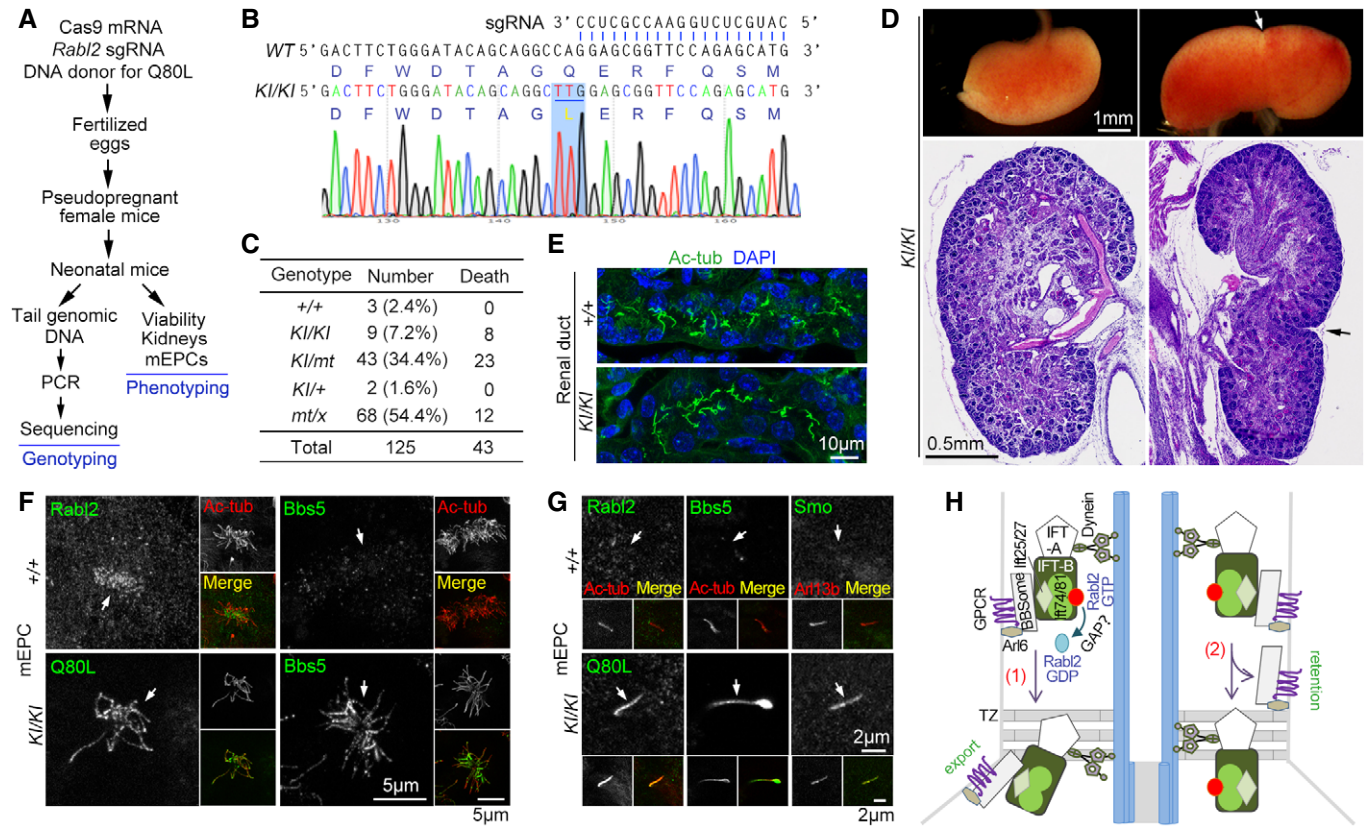 A
Cas9 mRNA
Rabl2 sgRNA
DNA donor for Q80L
Fertilized
eggs
Pseudopregnant
female mice
Neonatal mice
Tail genomic
DNA
PCR
Sequencing
Genotyping
Viability
Kidneys
mEPCs
Phenotyping
B
sgRNA 3' CCUCGCCAAGGUCUCGUAC 5'
WT 5' GACTTCTGGGATACAGCAGGCCAGGAGCGGTTCCAGAGCATG 3'
D F W D T A G Q E R F Q S M
KI/KI 5' GACTTCTGGGATACAGCAGGCTTGGAGCGGTTCCAGAGCATG 3'
D F W D T A G L E R F Q S M
130 140 150 160
C
Genotype Number Death
+/+ 3 (2.4%) 0
KI/KI 9 (7.2%) 8
KI/mt 43 (34.4%) 23
KI/+ 2 (1.6%) 0
mt/x 68 (54.4%) 12
Total 125 43
D
1mm
KI/KI
0.5mm
E
Ac-tub DAPI
Renal duct
+/+
KI/KI
10μm
F
mEPC
+/+
Rabl2
Ac-tub
Merge
Bbs5
Ac-tub
Merge
KI/KI
Q80L
Bbs5
5μm
5μm
G
mEPC
+/+
Rabl2
Bbs5
Smo
Ac-tub
Merge
Ac-tub
Merge
Arl13b
Merge
KI/KI
Q80L
2μm
2μm
H
GPCR
BBSome
Ift25/27
IFT
-A
IFT-B
Ift74/81
Dynein
Rabl2
GTP
GAP?
Arl6
Rabl2
GDP
(1)
(2)
TZ
export
retention